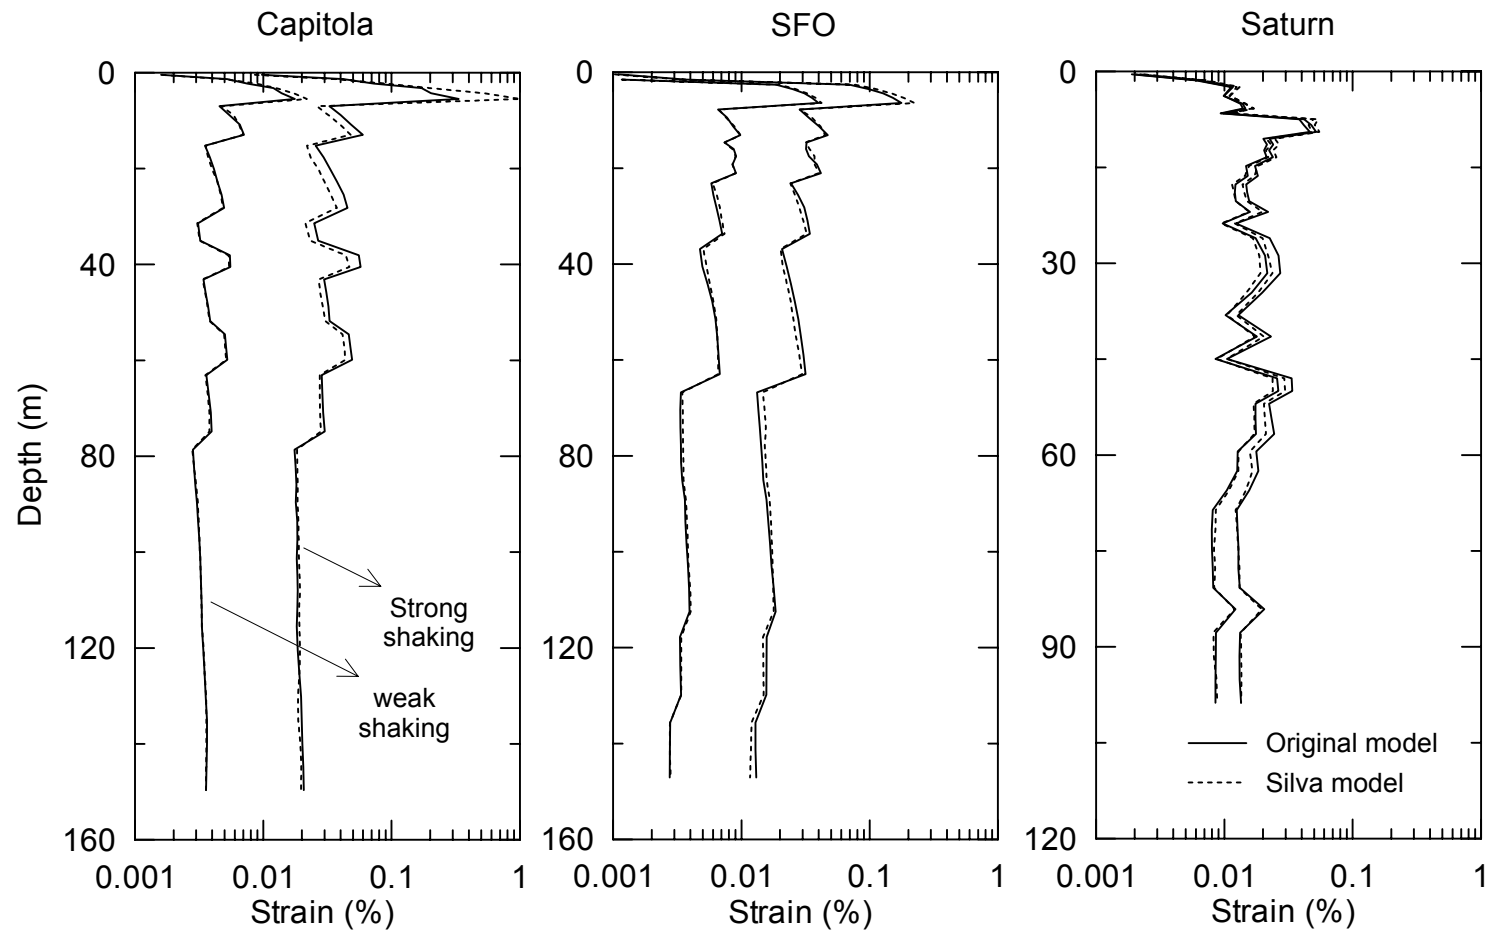 Capitola
SFO
Saturn
0
40
80
120
160
0
40
80
120
160
0
30
60
90
120
Depth (m)
Strong
shaking
weak
shaking
Original model
Silva model
0.001 0.01 0.1 1
0.001 0.01 0.1 1
0.001 0.01 0.1 1
Strain (%)
Strain (%)
Strain (%)